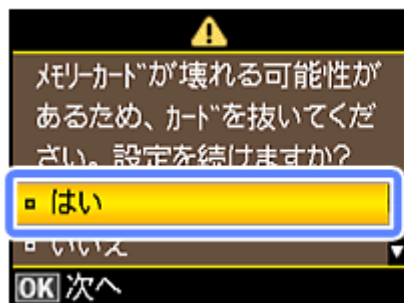 メモリーカードが壊れる可能性が
あるため、カードを抜いてくだ
さい。設定を続けますか?
はい
いいえ
OK 次へ